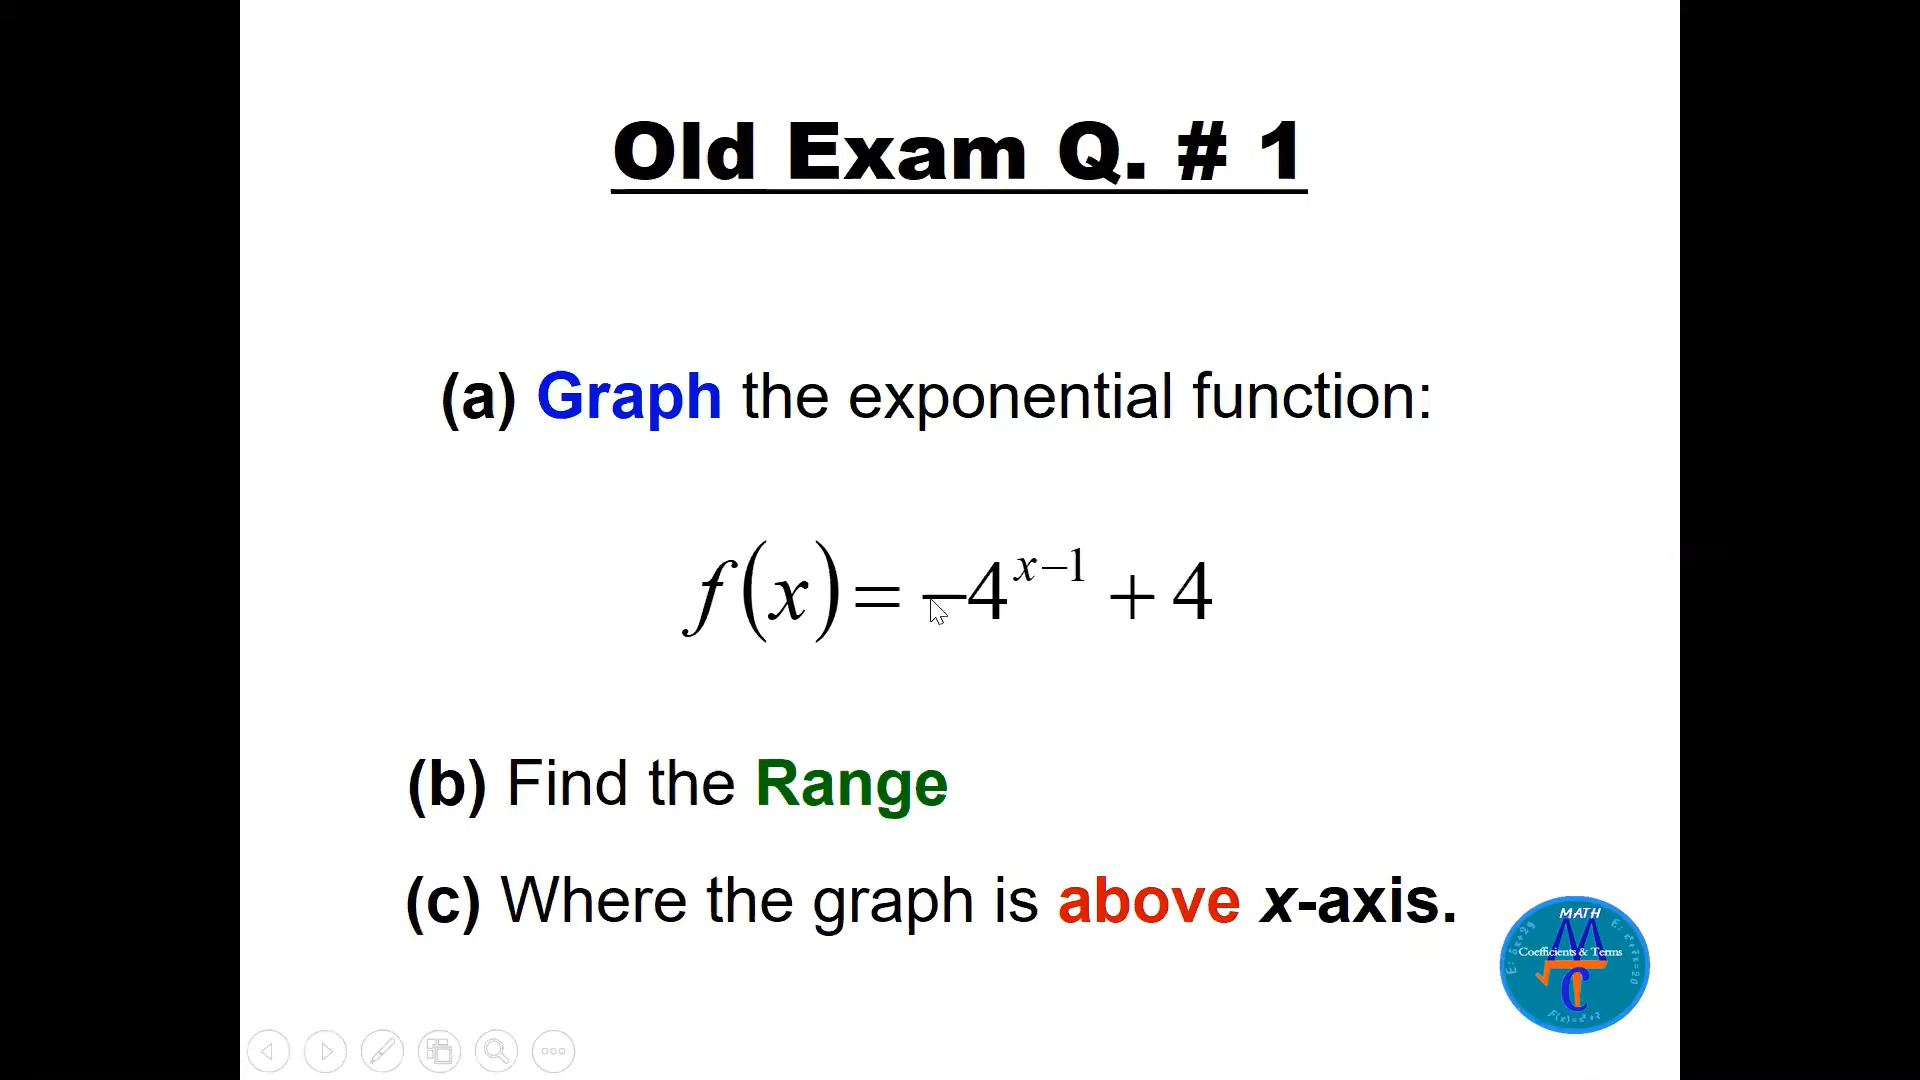 Old Exam Q. # 1
(a) Graph the exponential function:
f(x) = −4^{x−1} + 4
(b) Find the Range
(c) Where the graph is above x-axis.
MATH
Coefficients & Terms